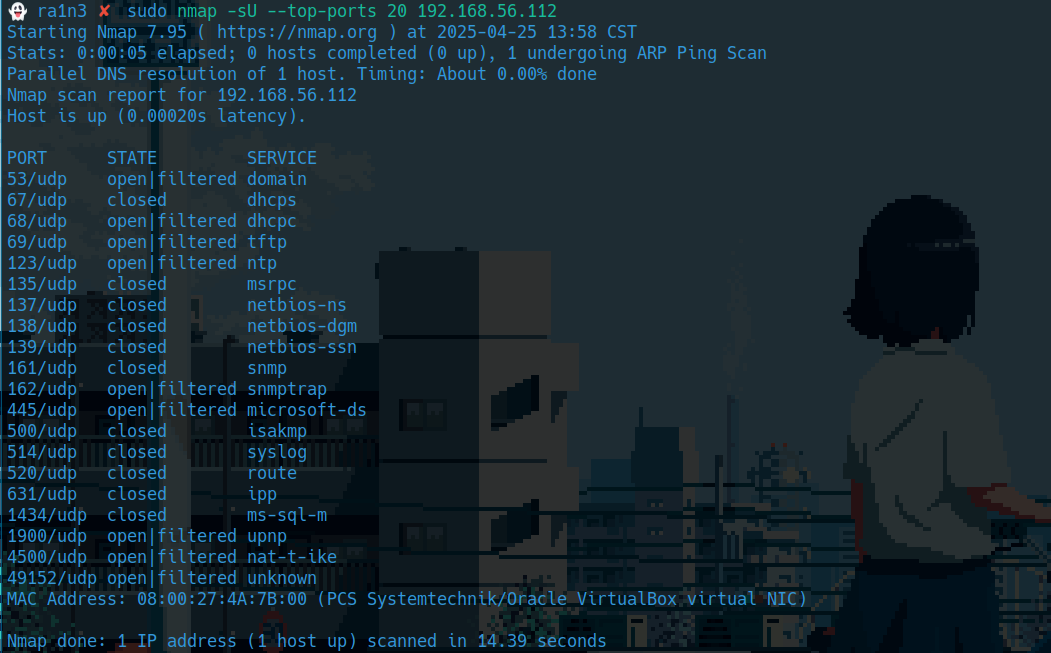 ra1n3 ✘ sudo nmap -sU --top-ports 20 192.168.56.112
Starting Nmap 7.95 ( https://nmap.org ) at 2025-04-25 13:58 CST
Stats: 0:00:05 elapsed; 0 hosts completed (0 up), 1 undergoing ARP Ping Scan
Parallel DNS resolution of 1 host. Timing: About 0.00% done
Nmap scan report for 192.168.56.112
Host is up (0.00020s latency).
PORT STATE SERVICE
53/udp open|filtered domain
67/udp closed dhcps
68/udp open|filtered dhcpc
69/udp open|filtered tftp
123/udp open|filtered ntp
135/udp closed msrpc
137/udp closed netbios-ns
138/udp closed netbios-dgm
139/udp closed netbios-ssn
161/udp closed snmp
162/udp open|filtered snmptrap
445/udp open|filtered microsoft-ds
500/udp closed isakmp
514/udp closed syslog
520/udp closed route
631/udp closed ipp
1434/udp closed ms-sql-m
1900/udp open|filtered upnp
4500/udp open|filtered nat-t-ike
49152/udp open|filtered unknown
MAC Address: 08:00:27:4A:7B:00 (PCS Systemtechnik/Oracle VirtualBox virtual NIC)
Nmap done: 1 IP address (1 host up) scanned in 14.39 seconds